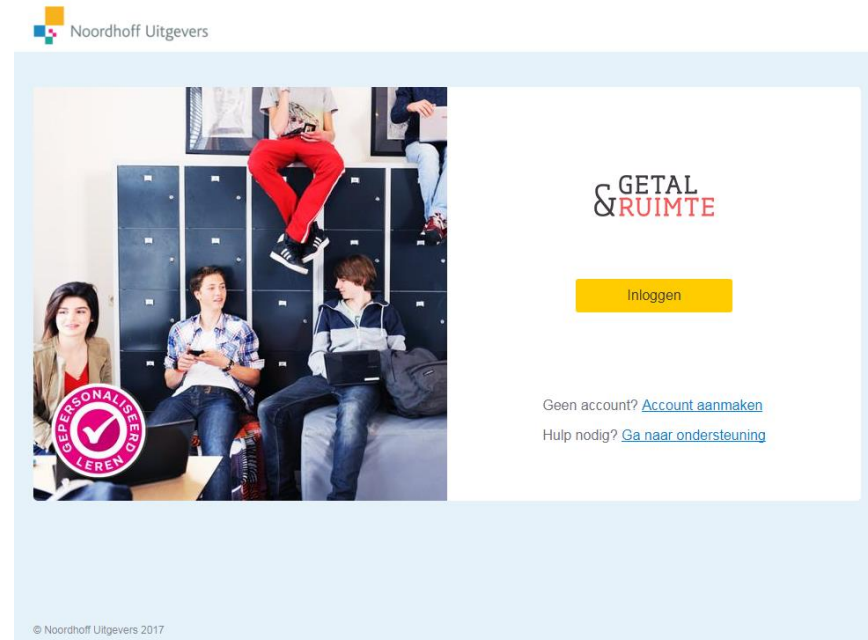 Noordhoff Uitgevers
GETAL
&RUIMTE
Inloggen
GEPERSONALISEERD
LEREN
Geen account? Account aanmaken
Hulp nodig? Ga naar ondersteuning
© Noordhoff Uitgevers 2017